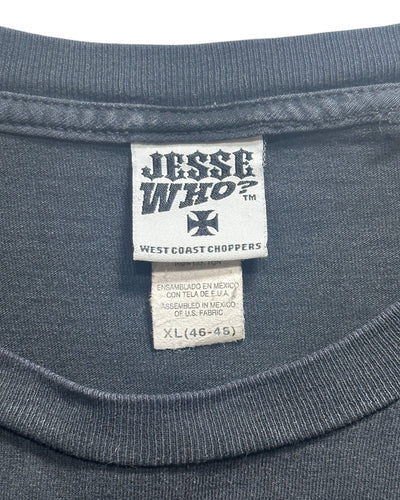 JESSE
WHO?
TM
WEST COAST CHOPPERS
ENSAMBLADO EN MEXICO
CON TELA DE E.U.A.
ASSEMBLED IN MEXICO
OF U.S. FABRIC
XL(46-48)